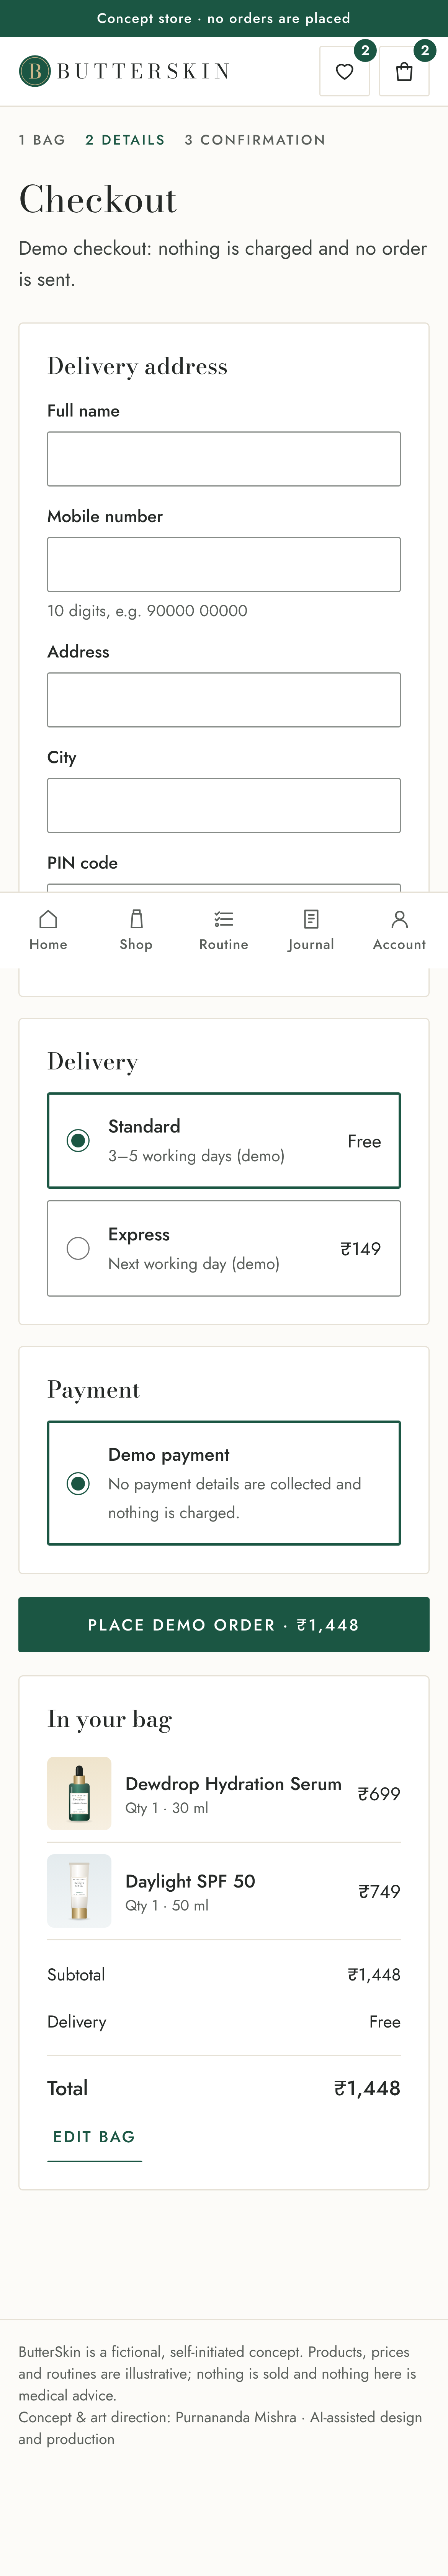 Concept store · no orders are placed
B BUTTERSKIN
2
2
1 BAG 2 DETAILS 3 CONFIRMATION
Checkout
Demo checkout: nothing is charged and no order
is sent.
Delivery address
Full name
Mobile number
10 digits, e.g. 90000 00000
Address
City
PIN code
Home Shop Routine Journal Account
Delivery
Standard
3–5 working days (demo)
Free
Express
Next working day (demo)
₹149
Payment
Demo payment
No payment details are collected and
nothing is charged.
PLACE DEMO ORDER · ₹1,448
In your bag
Dewdrop Hydration Serum
Qty 1 · 30 ml
₹699
Daylight SPF 50
Qty 1 · 50 ml
₹749
Subtotal ₹1,448
Delivery Free
Total ₹1,448
EDIT BAG
ButterSkin is a fictional, self-initiated concept. Products, prices
and routines are illustrative; nothing is sold and nothing here is
medical advice.
Concept & art direction: Purnananda Mishra · AI-assisted design
and production